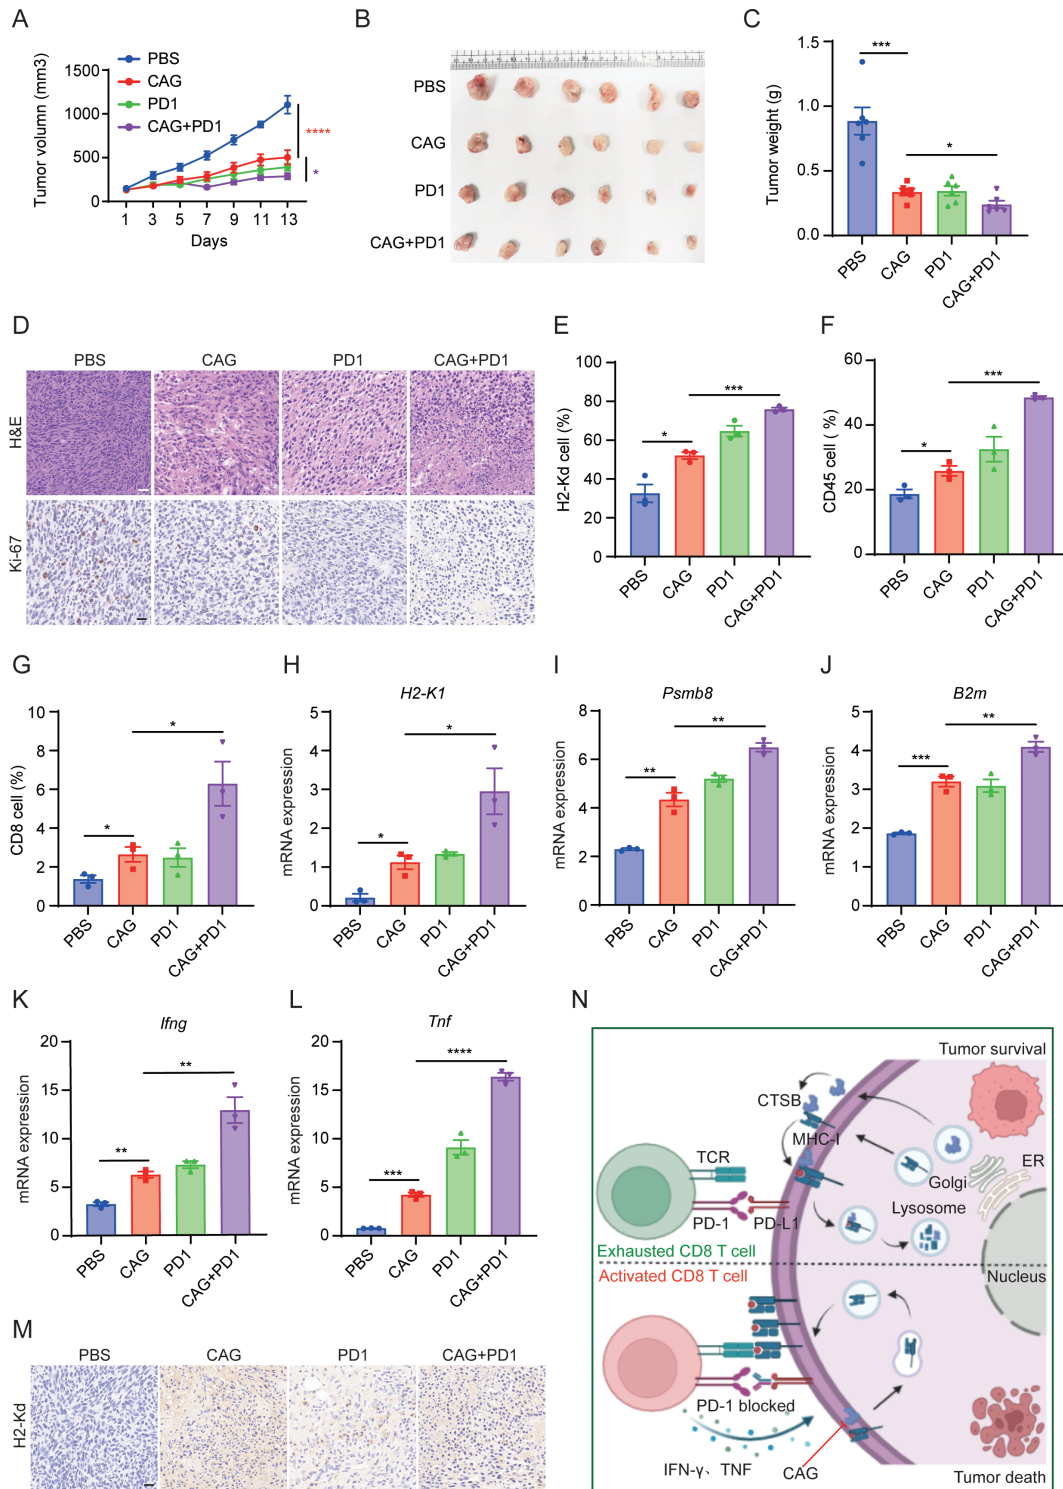 A
Tumor volumn (mm3)
1500
1000
500
0
1 3 5 7 9 11 13
Days
PBS
CAG
PD1
CAG+PD1
****
*
B
PBS
CAG
PD1
CAG+PD1
C
Tumor weight (g)
1.5
1.0
0.5
0.0
***
*
PBS CAG PD1 CAG+PD1
D
PBS CAG PD1 CAG+PD1
H&E
Ki-67
E
H2-Kd cell (%)
100
80
60
40
20
0
*
***
PBS CAG PD1 CAG+PD1
F
CD45 cell ( %)
60
40
20
0
*
***
PBS CAG PD1 CAG+PD1
G
CD8 cell (%)
10
8
6
4
2
0
*
*
PBS CAG PD1 CAG+PD1
H
H2-K1
mRNA expression
5
4
3
2
1
0
*
*
PBS CAG PD1 CAG+PD1
I
Psmb8
mRNA expression
8
6
4
2
0
**
**
PBS CAG PD1 CAG+PD1
J
B2m
mRNA expression
5
4
3
2
1
0
***
**
PBS CAG PD1 CAG+PD1
K
Ifng
mRNA expression
20
15
10
5
0
**
**
PBS CAG PD1 CAG+PD1
L
Tnf
mRNA expression
20
15
10
5
0
***
****
PBS CAG PD1 CAG+PD1
M
PBS CAG PD1 CAG+PD1
H2-Kd
N
Tumor survival
CTSB
MHC-I
TCR
ER
Golgi
Lysosome
PD-1 PD-L1
Exhausted CD8 T cell
Activated CD8 T cell
Nucleus
PD-1 blocked
IFN-γ、TNF
CAG
Tumor death